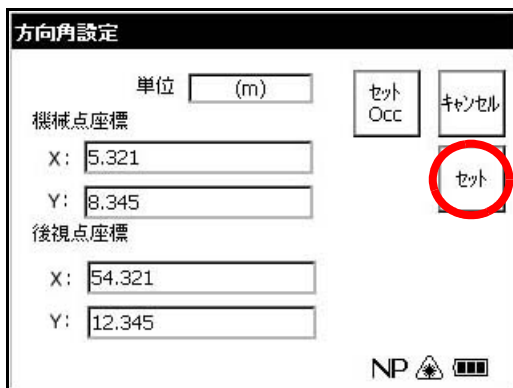 方向角設定
単位 (m)
セット
Occ
キャンセル
機械点座標
X: 5.321
セット
Y: 8.345
後視点座標
X: 54.321
Y: 12.345
NP